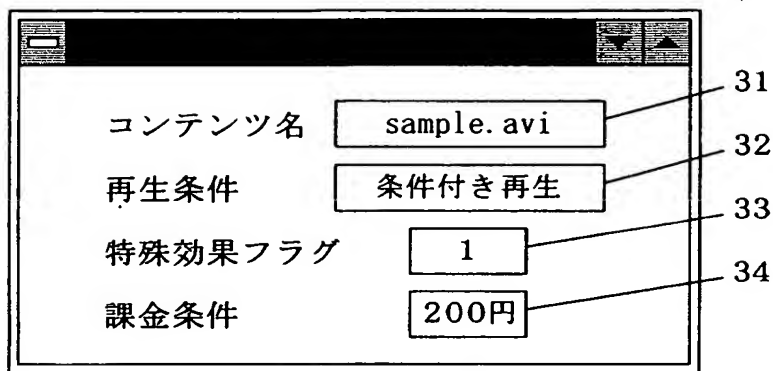 31
コンテンツ名 sample.avi
32
再生条件 条件付き再生
33
特殊効果フラグ 1
34
課金条件 200円